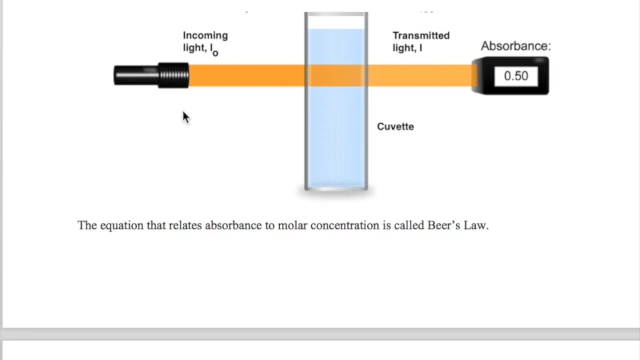 Incoming
light, Io
Transmitted
light, I
Absorbance:
0.50
Cuvette
The equation that relates absorbance to molar concentration is called Beer's Law.